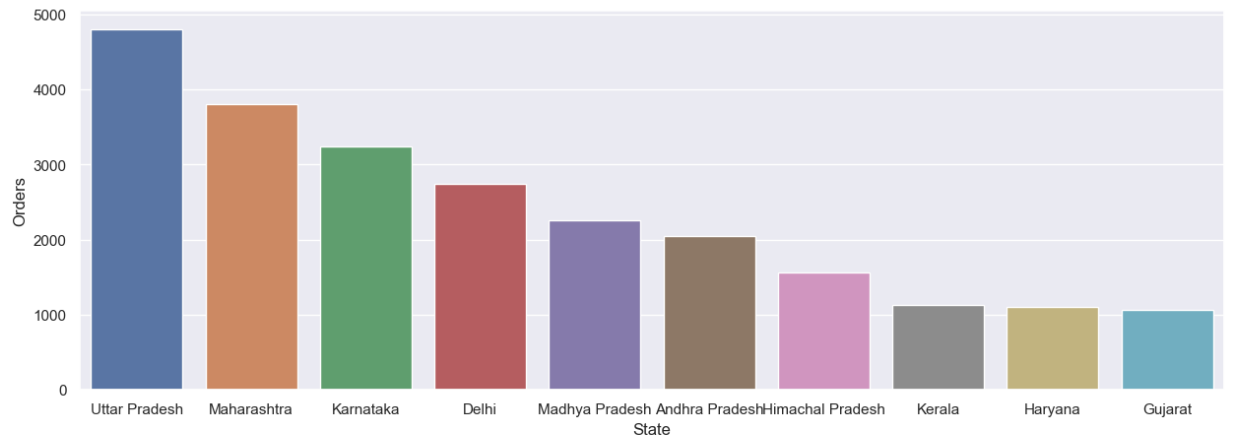 5000
4000
3000
2000
1000
0
Orders
Uttar Pradesh Maharashtra Karnataka Delhi Madhya Pradesh Andhra Pradesh Himachal Pradesh Kerala Haryana Gujarat
State